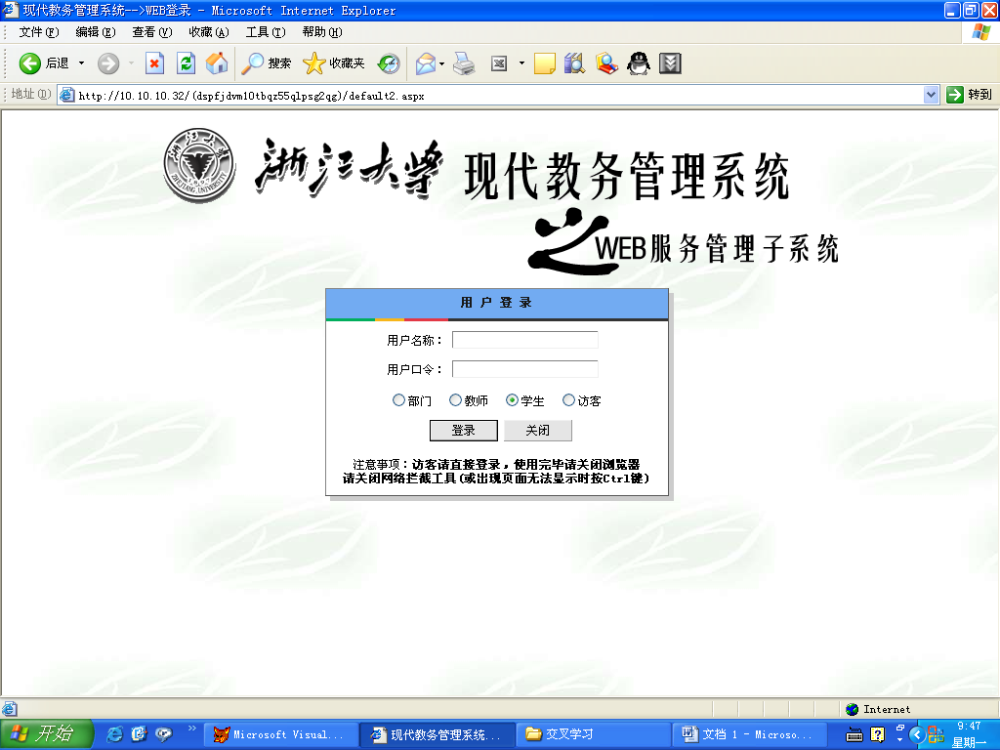 现代教务管理系统-->WEB登录 - Microsoft Internet Explorer
文件(F) 编辑(E) 查看(V) 收藏(A) 工具(T) 帮助(H)
后退 搜索 收藏夹
地址(D) http://10.10.10.32/(dspfjdvm10tbqz55qlpsg2qg)/default2.aspx 转到
浙江大学 现代教务管理系统
之 WEB服务管理子系统
用 户 登 录
用户名称：
用户口令：
部门 教师 学生 访客
登录 关闭
注意事项：访客请直接登录，使用完毕请关闭浏览器
请关闭网络拦截工具(或出现页面无法显示时按Ctrl键)
Internet
开始 Microsoft Visual... 现代教务管理系统... 交叉学习 文档 1 - Microso... 9:47
星期一